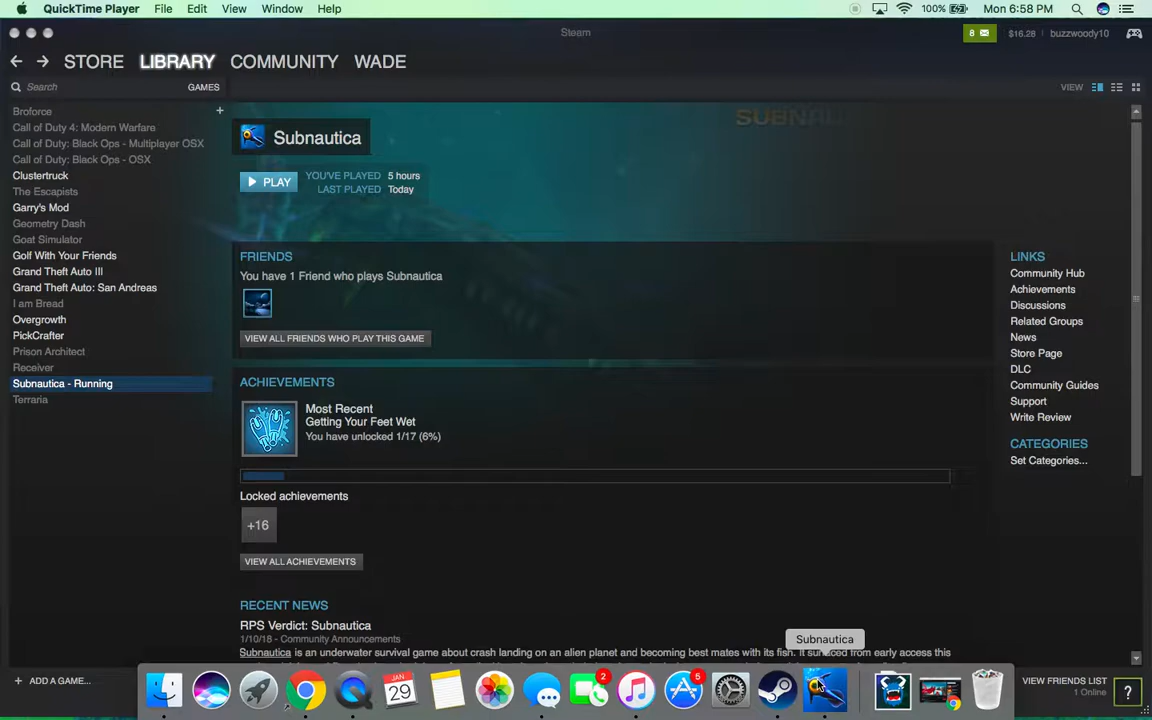 QuickTime Player File Edit View Window Help 100% Mon 6:58 PM
Steam
8 $16.28 buzzwoody10
STORE LIBRARY COMMUNITY WADE
Search GAMES VIEW
Broforce
Call of Duty 4: Modern Warfare
Call of Duty: Black Ops - Multiplayer OSX
Call of Duty: Black Ops - OSX
Clustertruck
The Escapists
Garry's Mod
Geometry Dash
Goat Simulator
Golf With Your Friends
Grand Theft Auto III
Grand Theft Auto: San Andreas
I am Bread
Overgrowth
PickCrafter
Prison Architect
Receiver
Subnautica - Running
Terraria
+ ADD A GAME...
Subnautica
PLAY
YOU'VE PLAYED 5 hours
LAST PLAYED Today
FRIENDS
You have 1 Friend who plays Subnautica
VIEW ALL FRIENDS WHO PLAY THIS GAME
ACHIEVEMENTS
Most Recent
Getting Your Feet Wet
You have unlocked 1/17 (6%)
Locked achievements
+16
VIEW ALL ACHIEVEMENTS
RECENT NEWS
RPS Verdict: Subnautica
1/10/18 - Community Announcements
Subnautica is an underwater survival game about crash landing on an alien planet and becoming best mates with its fish. It surfaced from early access this
LINKS
Community Hub
Achievements
Discussions
Related Groups
News
Store Page
DLC
Community Guides
Support
Write Review
CATEGORIES
Set Categories...
Subnautica
JAN
29
2
5
VIEW FRIENDS LIST
1 Online
?